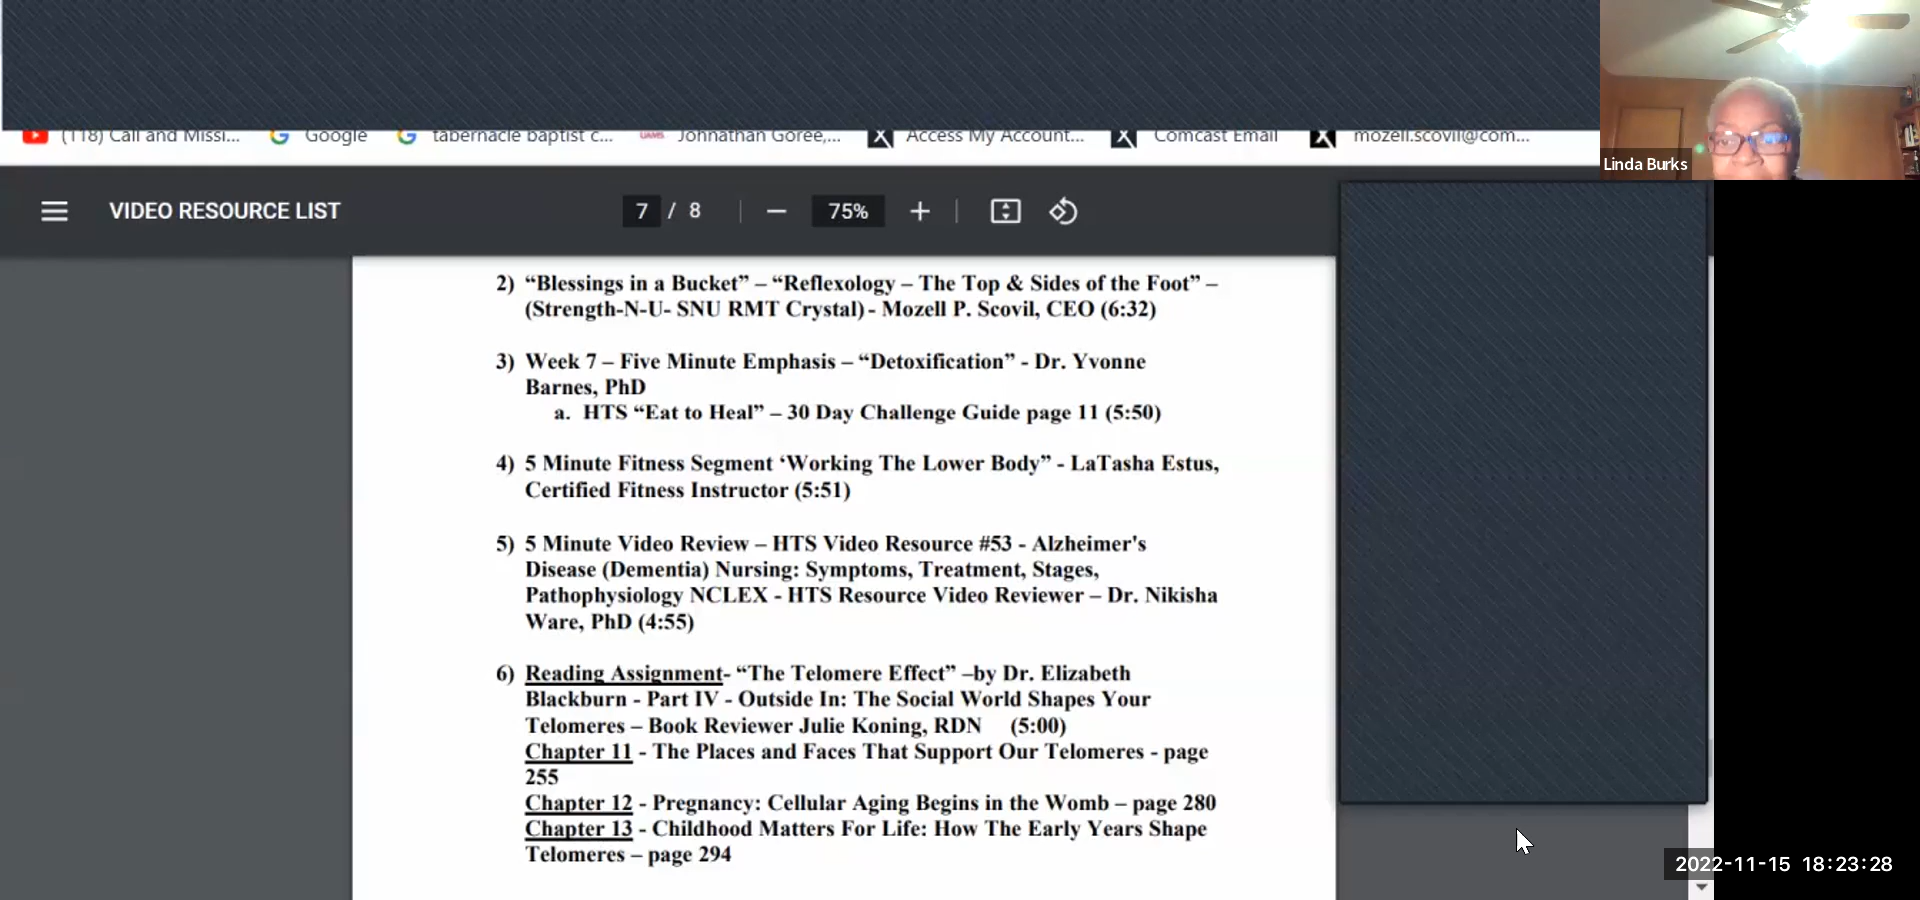 (118) Call and Missi... Google tabernacle baptist c... UAMS Johnathan Goree,... Access My Account... Comcast Email mozell.scovil@com...
Linda Burks
VIDEO RESOURCE LIST 7 / 8 75%
2) “Blessings in a Bucket” – “Reflexology – The Top & Sides of the Foot” –
(Strength-N-U- SNU RMT Crystal) - Mozell P. Scovil, CEO (6:32)
3) Week 7 – Five Minute Emphasis – “Detoxification” - Dr. Yvonne
Barnes, PhD
a. HTS “Eat to Heal” – 30 Day Challenge Guide page 11 (5:50)
4) 5 Minute Fitness Segment ‘Working The Lower Body” - LaTasha Estus,
Certified Fitness Instructor (5:51)
5) 5 Minute Video Review – HTS Video Resource #53 - Alzheimer's
Disease (Dementia) Nursing: Symptoms, Treatment, Stages,
Pathophysiology NCLEX - HTS Resource Video Reviewer – Dr. Nikisha
Ware, PhD (4:55)
6) Reading Assignment- “The Telomere Effect” –by Dr. Elizabeth
Blackburn - Part IV - Outside In: The Social World Shapes Your
Telomeres – Book Reviewer Julie Koning, RDN (5:00)
Chapter 11 - The Places and Faces That Support Our Telomeres - page
255
Chapter 12 - Pregnancy: Cellular Aging Begins in the Womb – page 280
Chapter 13 - Childhood Matters For Life: How The Early Years Shape
Telomeres – page 294
2022-11-15 18:23:28